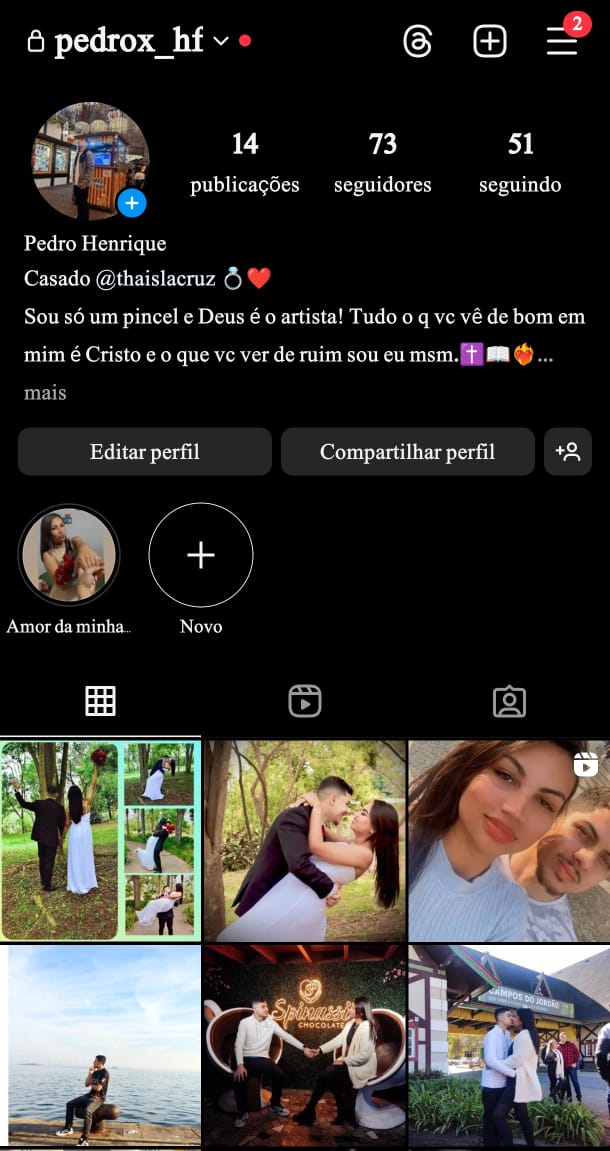 pedrox_hf
2
14
73
51
publicações
seguidores
seguindo
Pedro Henrique
Casado @thaislacruz 💍❤️
Sou só um pincel e Deus é o artista! Tudo o q vc vê de bom em
mim é Cristo e o que vc ver de ruim sou eu msm.✝️📖❤️‍🔥...
mais
Editar perfil
Compartilhar perfil
Amor da minha...
Novo
Spinassi
CHOCOLATE
CAMPOS DO JORDÃO